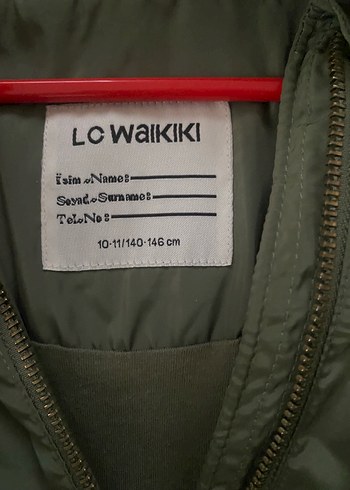 LC WAIKIKI
İsim - Name:
Soyad - Surname:
Tel. No:
10-11/140-146 cm